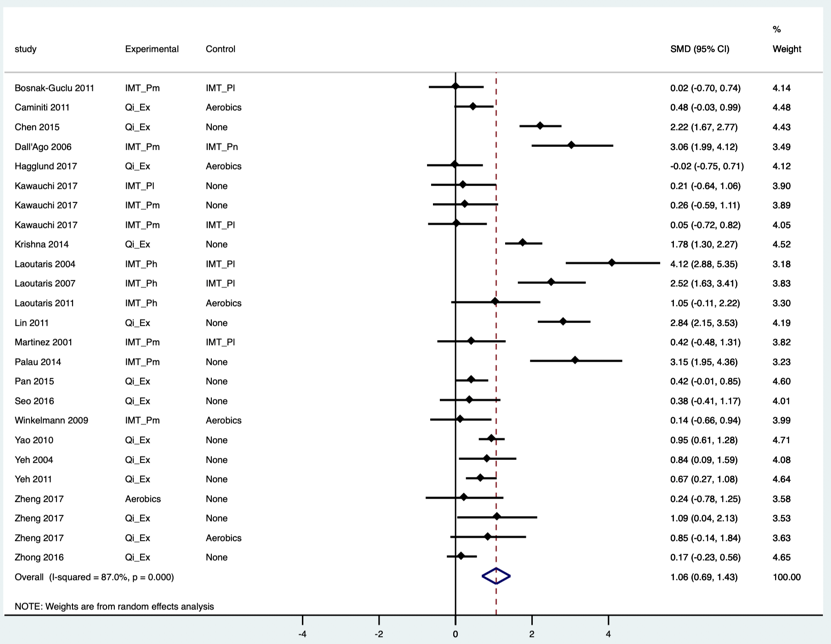 %
study Experimental Control SMD (95% CI) Weight
Bosnak-Guclu 2011 IMT_Pm IMT_Pl 0.02 (-0.70, 0.74) 4.14
Caminiti 2011 Qi_Ex Aerobics 0.48 (-0.03, 0.99) 4.48
Chen 2015 Qi_Ex None 2.22 (1.67, 2.77) 4.43
Dall'Ago 2006 IMT_Pm IMT_Pn 3.06 (1.99, 4.12) 3.49
Hagglund 2017 Qi_Ex Aerobics -0.02 (-0.75, 0.71) 4.12
Kawauchi 2017 IMT_Pl None 0.21 (-0.64, 1.06) 3.90
Kawauchi 2017 IMT_Pm None 0.26 (-0.59, 1.11) 3.89
Kawauchi 2017 IMT_Pm IMT_Pl 0.05 (-0.72, 0.82) 4.05
Krishna 2014 Qi_Ex None 1.78 (1.30, 2.27) 4.52
Laoutaris 2004 IMT_Ph IMT_Pl 4.12 (2.88, 5.35) 3.18
Laoutaris 2007 IMT_Ph IMT_Pl 2.52 (1.63, 3.41) 3.83
Laoutaris 2011 IMT_Ph Aerobics 1.05 (-0.11, 2.22) 3.30
Lin 2011 Qi_Ex None 2.84 (2.15, 3.53) 4.19
Martinez 2001 IMT_Pm IMT_Pl 0.42 (-0.48, 1.31) 3.82
Palau 2014 IMT_Pm None 3.15 (1.95, 4.36) 3.23
Pan 2015 Qi_Ex None 0.42 (-0.01, 0.85) 4.60
Seo 2016 Qi_Ex None 0.38 (-0.41, 1.17) 4.01
Winkelmann 2009 IMT_Pm Aerobics 0.14 (-0.66, 0.94) 3.99
Yao 2010 Qi_Ex None 0.95 (0.61, 1.28) 4.71
Yeh 2004 Qi_Ex None 0.84 (0.09, 1.59) 4.08
Yeh 2011 Qi_Ex None 0.67 (0.27, 1.08) 4.64
Zheng 2017 Aerobics None 0.24 (-0.78, 1.25) 3.58
Zheng 2017 Qi_Ex None 1.09 (0.04, 2.13) 3.53
Zheng 2017 Qi_Ex Aerobics 0.85 (-0.14, 1.84) 3.63
Zhong 2016 Qi_Ex None 0.17 (-0.23, 0.56) 4.65
Overall (I-squared = 87.0%, p = 0.000) 1.06 (0.69, 1.43) 100.00
NOTE: Weights are from random effects analysis
-4 -2 0 2 4